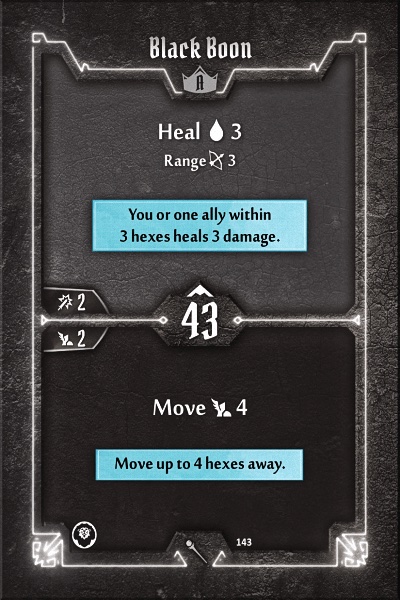 Black Boon
A
Heal 3
Range 3
You or one ally within
3 hexes heals 3 damage.
2
43
2
Move 4
Move up to 4 hexes away.
143